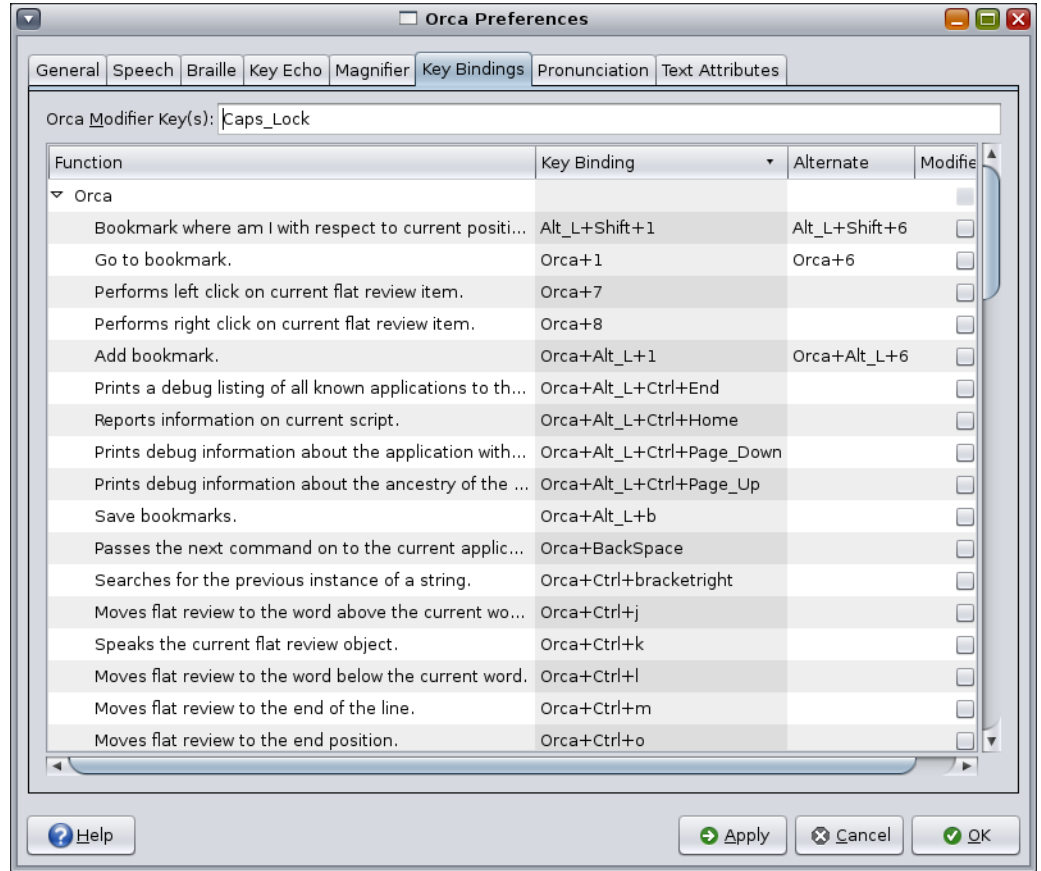 Orca Preferences
General Speech Braille Key Echo Magnifier Key Bindings Pronunciation Text Attributes
Orca Modifier Key(s): Caps_Lock
Function Key Binding Alternate Modifie
Orca
Bookmark where am I with respect to current positi... Alt_L+Shift+1 Alt_L+Shift+6
Go to bookmark. Orca+1 Orca+6
Performs left click on current flat review item. Orca+7
Performs right click on current flat review item. Orca+8
Add bookmark. Orca+Alt_L+1 Orca+Alt_L+6
Prints a debug listing of all known applications to th... Orca+Alt_L+Ctrl+End
Reports information on current script. Orca+Alt_L+Ctrl+Home
Prints debug information about the application with... Orca+Alt_L+Ctrl+Page_Down
Prints debug information about the ancestry of the ... Orca+Alt_L+Ctrl+Page_Up
Save bookmarks. Orca+Alt_L+b
Passes the next command on to the current applic... Orca+BackSpace
Searches for the previous instance of a string. Orca+Ctrl+bracketright
Moves flat review to the word above the current wo... Orca+Ctrl+j
Speaks the current flat review object. Orca+Ctrl+k
Moves flat review to the word below the current word. Orca+Ctrl+l
Moves flat review to the end of the line. Orca+Ctrl+m
Moves flat review to the end position. Orca+Ctrl+o
Help Apply Cancel OK